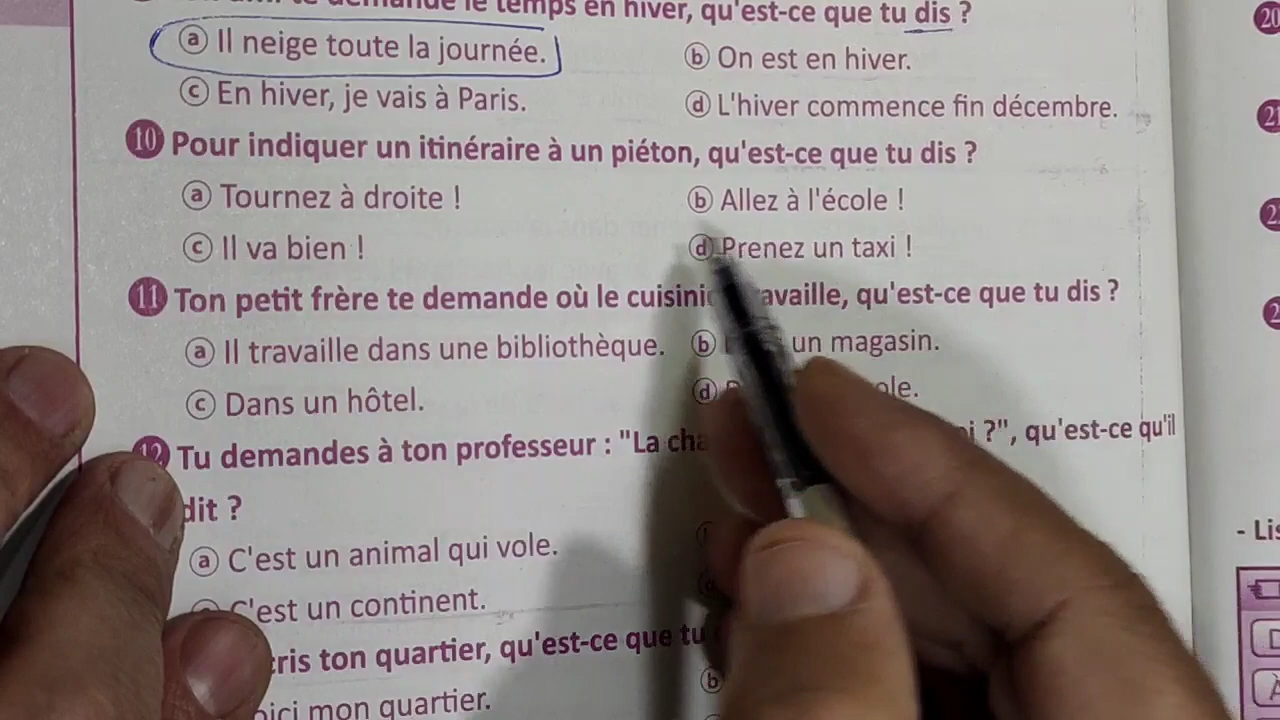 le temps en hiver, qu'est-ce que tu dis ?
ⓐ Il neige toute la journée.
ⓑ On est en hiver.
ⓒ En hiver, je vais à Paris.
ⓓ L'hiver commence fin décembre.
10 Pour indiquer un itinéraire à un piéton, qu'est-ce que tu dis ?
ⓐ Tournez à droite !
ⓑ Allez à l'école !
ⓒ Il va bien !
ⓓ Prenez un taxi !
11 Ton petit frère te demande où le qu'est-ce que tu dis ?
ⓐ Il travaille dans une bibliothèque.
ⓑ un magasin.
ⓒ Dans un hôtel.
ⓓ
12 Tu demandes à ton professeur : "La ?", qu'est-ce qu'il
dit ?
ⓐ C'est un animal qui vole.
C'est un continent.
ton quartier, qu'est-ce que tu
ⓑ
mon quartier.
20
21
- Lis